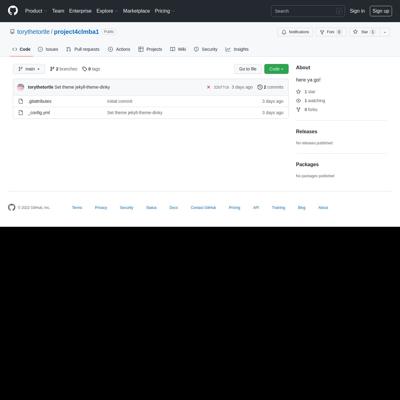 Product Team Enterprise Explore Marketplace Pricing Search / Sign in Sign up
torythetortle / project4clmba1 Public Notifications Fork 0 Star 1
Code Issues Pull requests Actions Projects Wiki Security Insights
main 2 branches 0 tags Go to file Code
About
here ya go!
torythetortle Set theme jekyll-theme-dinky 3 days ago 2 commits
1 star
.gitattributes Initial commit 3 days ago
1 watching
_config.yml Set theme jekyll-theme-dinky 3 days ago
0 forks
Releases
No releases published
Packages
No packages published
© 2022 GitHub, Inc. Terms Privacy Security Status Docs Contact GitHub Pricing API Training Blog About